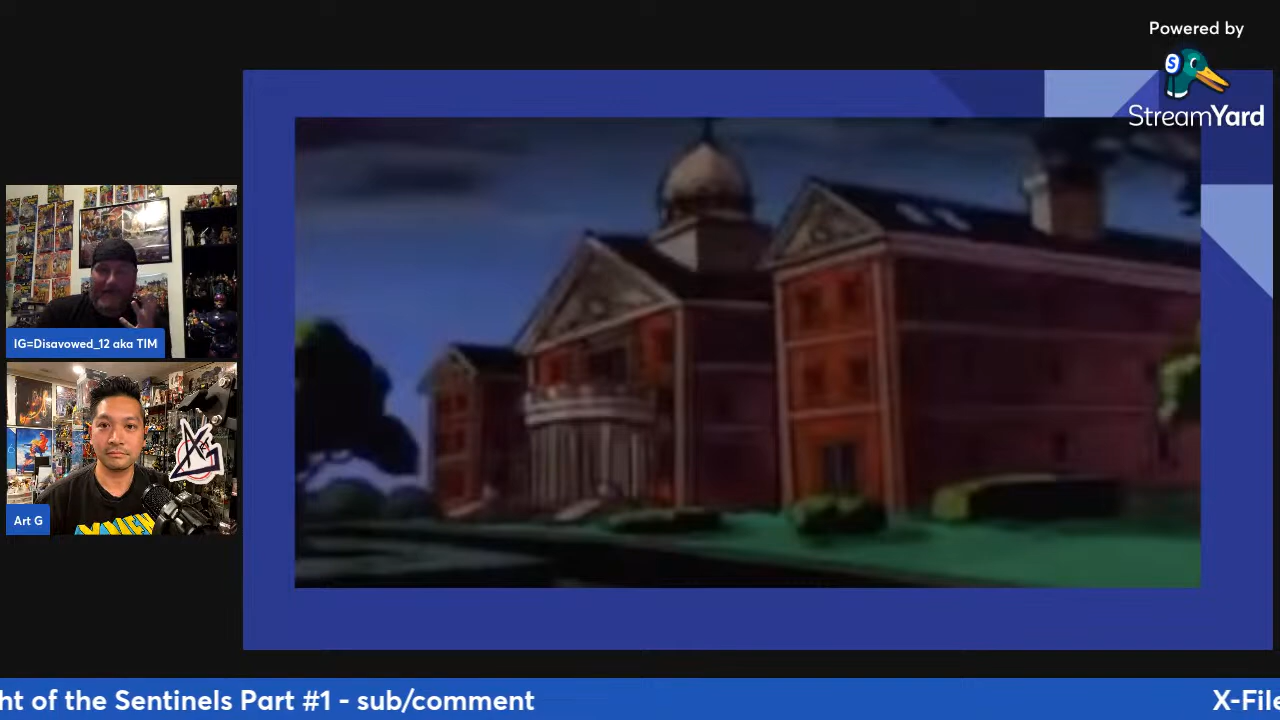 Powered by
StreamYard
IG=Disavowed_12 aka TIM
Art G
ht of the Sentinels Part #1 - sub/comment
X-File